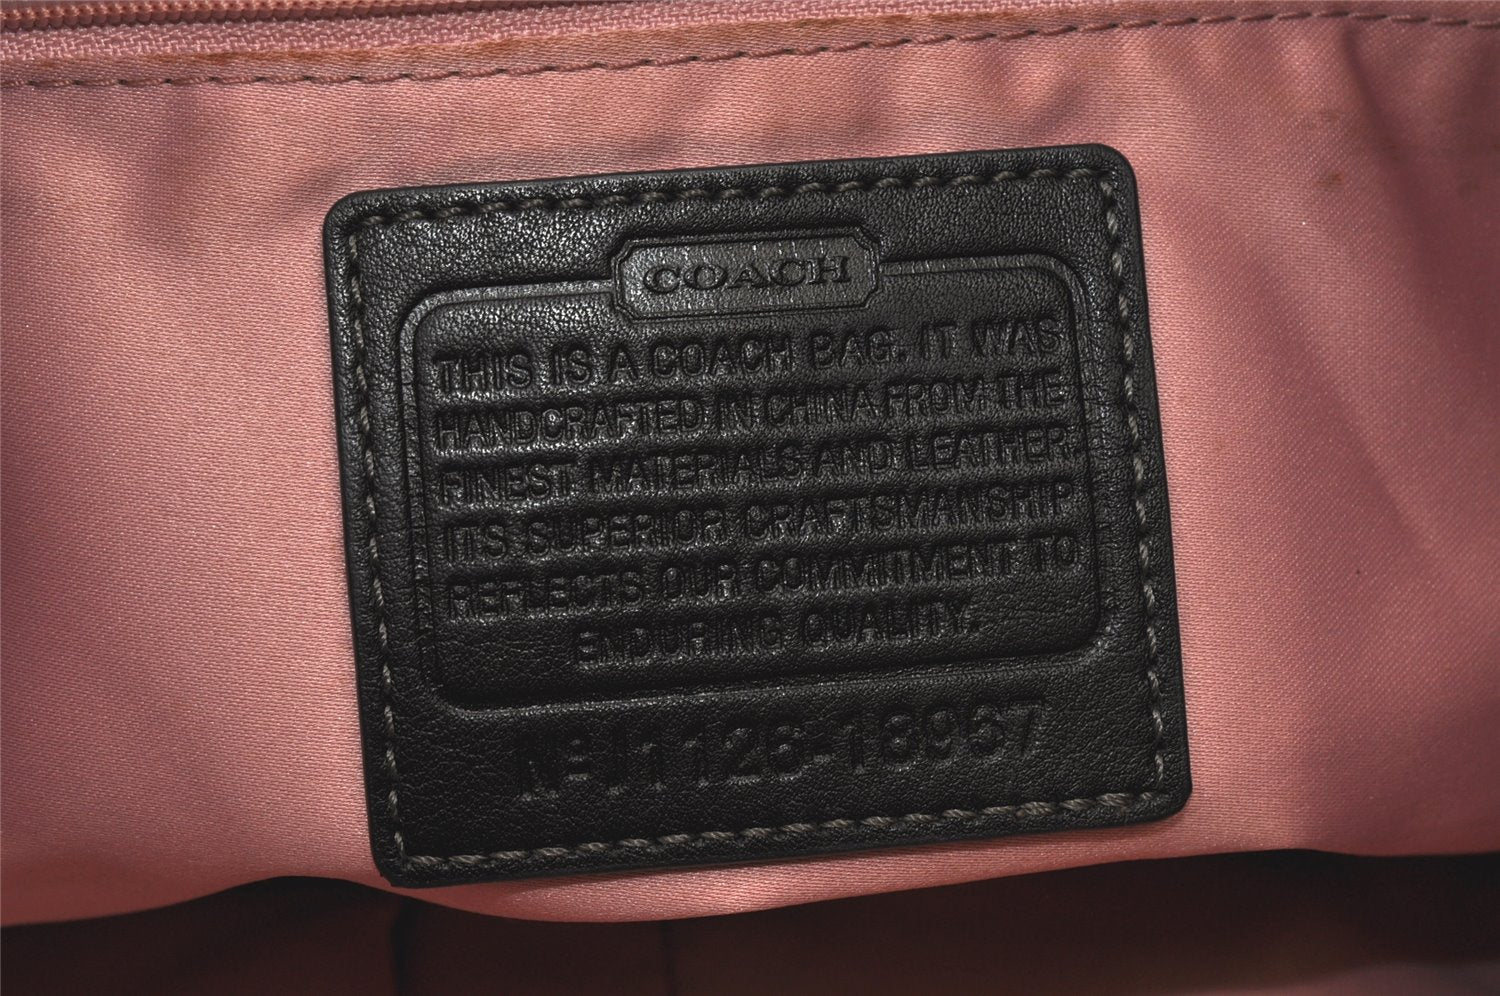 COACH
THIS IS A COACH BAG. IT WAS
HANDCRAFTED IN CHINA FROM THE
FINEST MATERIALS AND LEATHER.
ITS SUPERIOR CRAFTSMANSHIP
REFLECTS OUR COMMITMENT TO
ENDURING QUALITY.
Nº I1126-18967